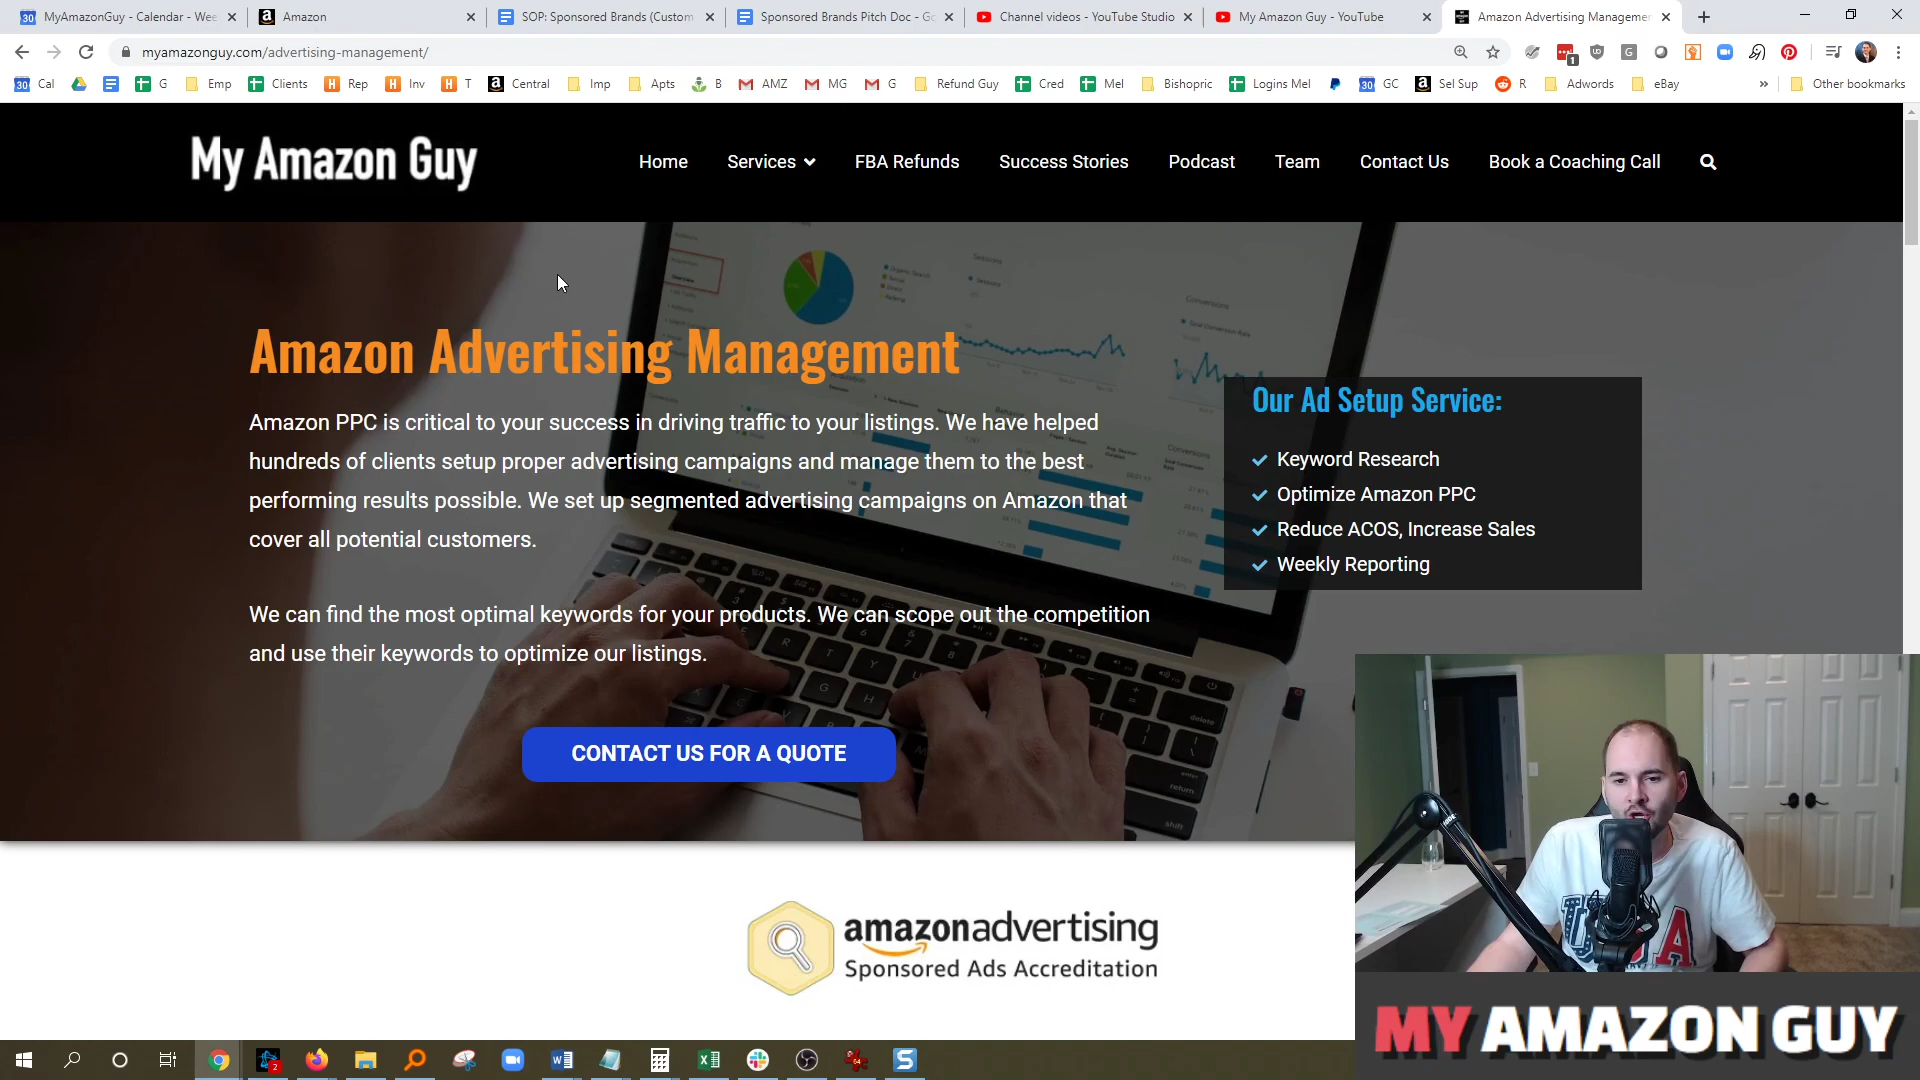 MyAmazonGuy - Calendar - Wee
Amazon
SOP: Sponsored Brands (Custom
Sponsored Brands Pitch Doc - Go
Channel videos - YouTube Studio
My Amazon Guy - YouTube
Amazon Advertising Managemen
myamazonguy.com/advertising-management/
Cal
G
Emp
Clients
Rep
Inv
T
Central
Imp
Apts
B
AMZ
MG
G
Refund Guy
Cred
Mel
Bishopric
Logins Mel
GC
Sel Sup
R
Adwords
eBay
Other bookmarks
My Amazon Guy
Home
Services
FBA Refunds
Success Stories
Podcast
Team
Contact Us
Book a Coaching Call
Amazon Advertising Management
Amazon PPC is critical to your success in driving traffic to your listings. We have helped
hundreds of clients setup proper advertising campaigns and manage them to the best
performing results possible. We set up segmented advertising campaigns on Amazon that
cover all potential customers.
We can find the most optimal keywords for your products. We can scope out the competition
and use their keywords to optimize our listings.
CONTACT US FOR A QUOTE
Our Ad Setup Service:
Keyword Research
Optimize Amazon PPC
Reduce ACOS, Increase Sales
Weekly Reporting
amazonadvertising
Sponsored Ads Accreditation
MY AMAZON GUY